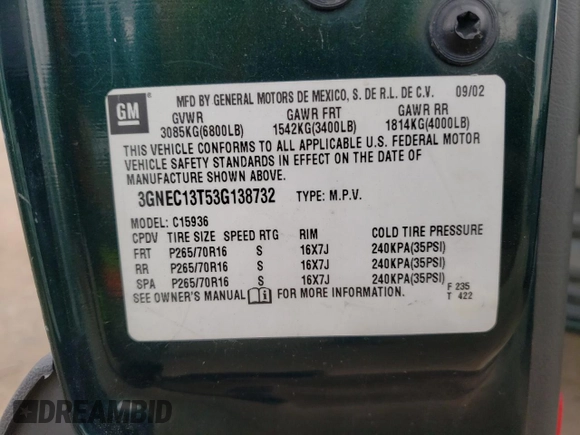 GM
MFD BY GENERAL MOTORS DE MEXICO, S. DE R.L. DE C.V. 09/02
GVWR GAWR FRT GAWR RR
3085KG(6800LB) 1542KG(3400LB) 1814KG(4000LB)
THIS VEHICLE CONFORMS TO ALL APPLICABLE U.S. FEDERAL MOTOR
VEHICLE SAFETY STANDARDS IN EFFECT ON THE DATE OF
MANUFACTURE SHOWN ABOVE.
3GNEC13T53G138732 TYPE: M.P.V.
MODEL: C15936
CPDV TIRE SIZE SPEED RTG RIM COLD TIRE PRESSURE
FRT P265/70R16 S 16X7J 240KPA(35PSI)
RR P265/70R16 S 16X7J 240KPA(35PSI)
SPA P265/70R16 S 16X7J 240KPA(35PSI)
SEE OWNER'S MANUAL FOR MORE INFORMATION.
F 235
T 422
DREAMBID